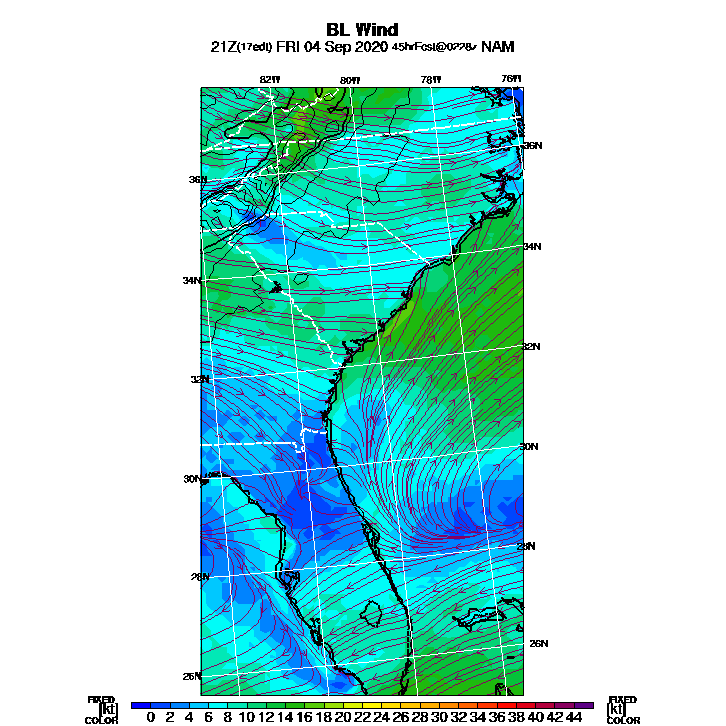 BL Wind
21Z(17edt) FRI 04 Sep 2020 45hrFcst@0228z NAM
82W 80W 78W 76W
36N
36N
34N
34N
32N
32N
30N
30N
28N
28N
26N
26N
FIXED FIXED
[kt] 0 2 4 6 8 10 12 14 16 18 20 22 24 26 28 30 32 34 36 38 40 42 44 [kt]
COLOR COLOR